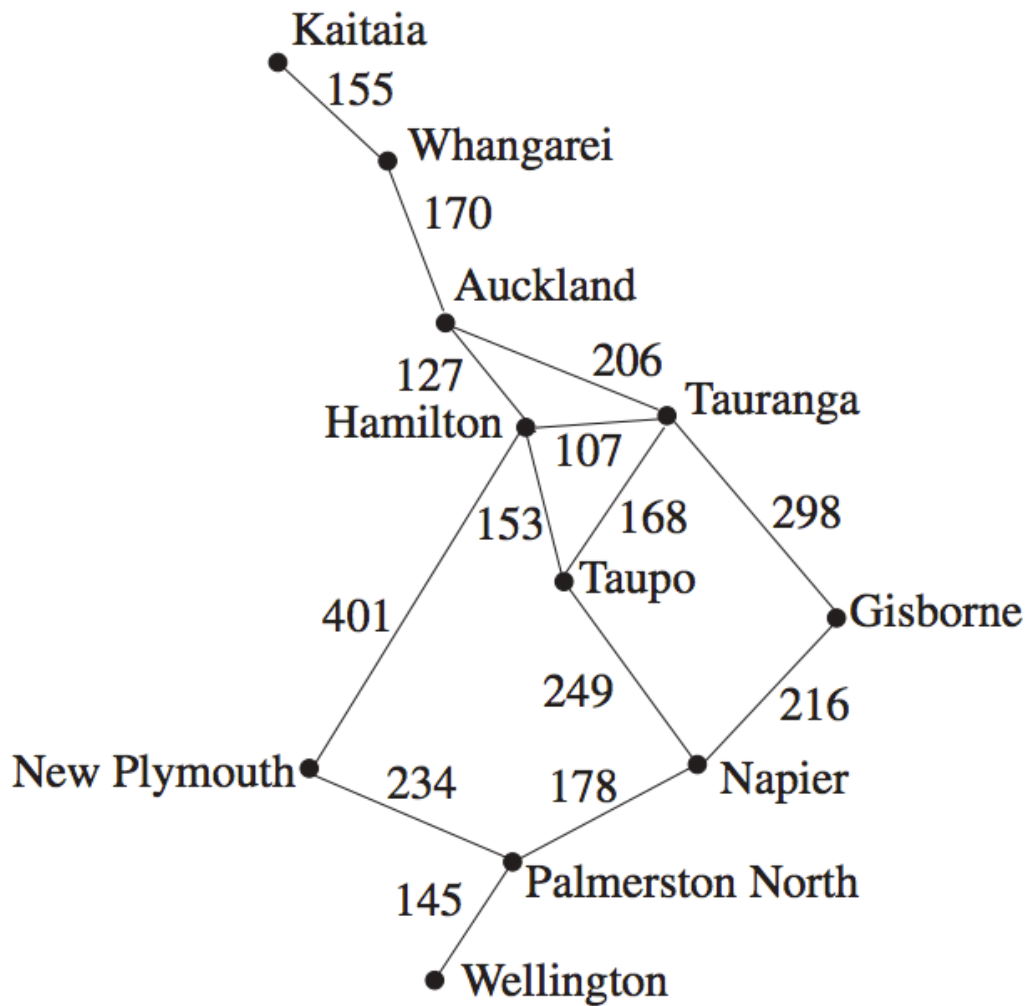 Kaitaia
155
Whangarei
170
Auckland
206
127
Tauranga
Hamilton
107
298
153
168
Taupo
Gisborne
401
249
216
New Plymouth
Napier
234
178
Palmerston North
145
Wellington